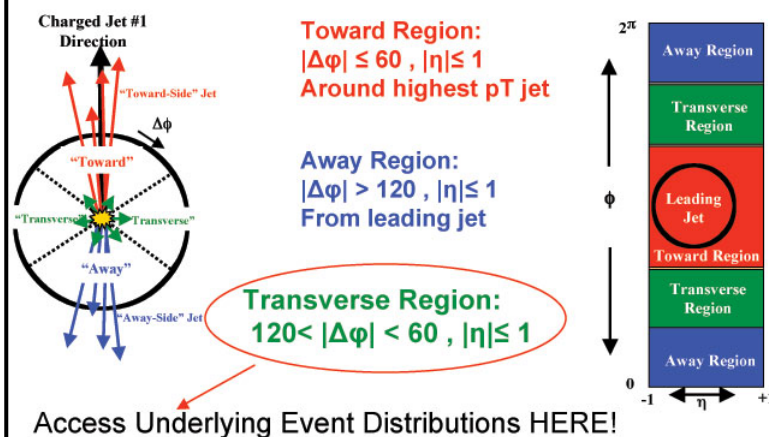 Charged Jet #1
Direction
"Toward-Side" Jet
Δφ
"Toward"
"Transverse"
"Transverse"
"Away"
"Away-Side" Jet
Toward Region:
|Δφ| ≤ 60 , |η|≤ 1
Around highest pT jet
Away Region:
|Δφ| > 120 , |η|≤ 1
From leading jet
Transverse Region:
120< |Δφ| < 60 , |η|≤ 1
Access Underlying Event Distributions HERE!
2π
φ
0
Away Region
Transverse
Region
Leading
Jet
Toward Region
Transverse
Region
Away Region
-1
η